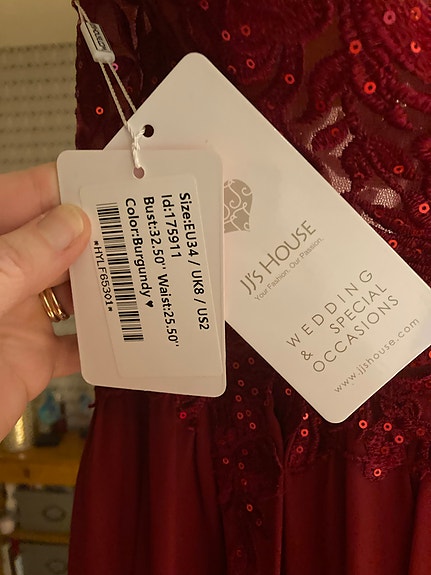 Size:EU34 / UK8 / US2
Id:175911
Bust:32.50" Waist:25.50"
Color:Burgundy♥
*HYLF65301*
JJ's HOUSE
Your Fashion. Our Passion.
WEDDING
& SPECIAL
OCCASIONS
www.jjshouse.com